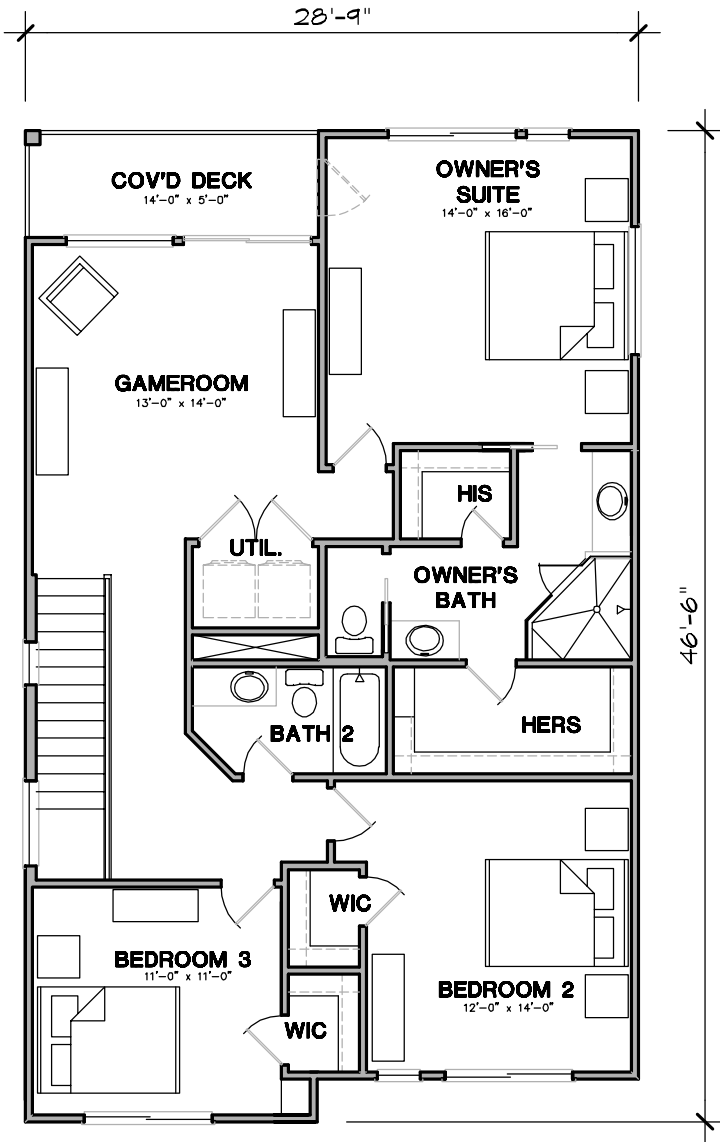 28'-9"
COV'D DECK
14'-0" x 5'-0"
OWNER'S
SUITE
14'-0" x 16'-0"
GAMEROOM
13'-0" x 14'-0"
HIS
UTIL.
OWNER'S
BATH
46'-6"
HERS
BATH 2
WIC
BEDROOM 3
11'-0" x 11'-0"
BEDROOM 2
12'-0" x 14'-0"
WIC